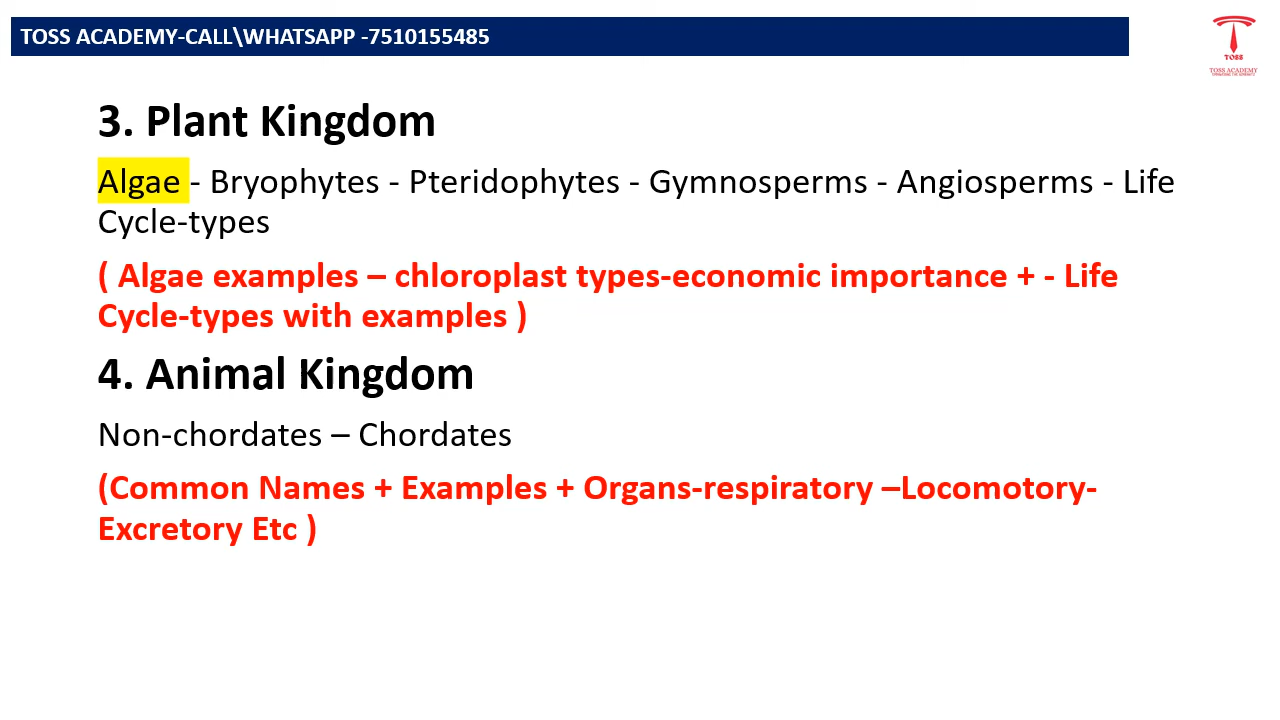 TOSS ACADEMY-CALL\WHATSAPP -7510155485
TOSS
TOSS ACADEMY
3. Plant Kingdom
Algae - Bryophytes - Pteridophytes - Gymnosperms - Angiosperms - Life
Cycle-types
( Algae examples – chloroplast types-economic importance + - Life
Cycle-types with examples )
4. Animal Kingdom
Non-chordates – Chordates
(Common Names + Examples + Organs-respiratory –Locomotory-
Excretory Etc )